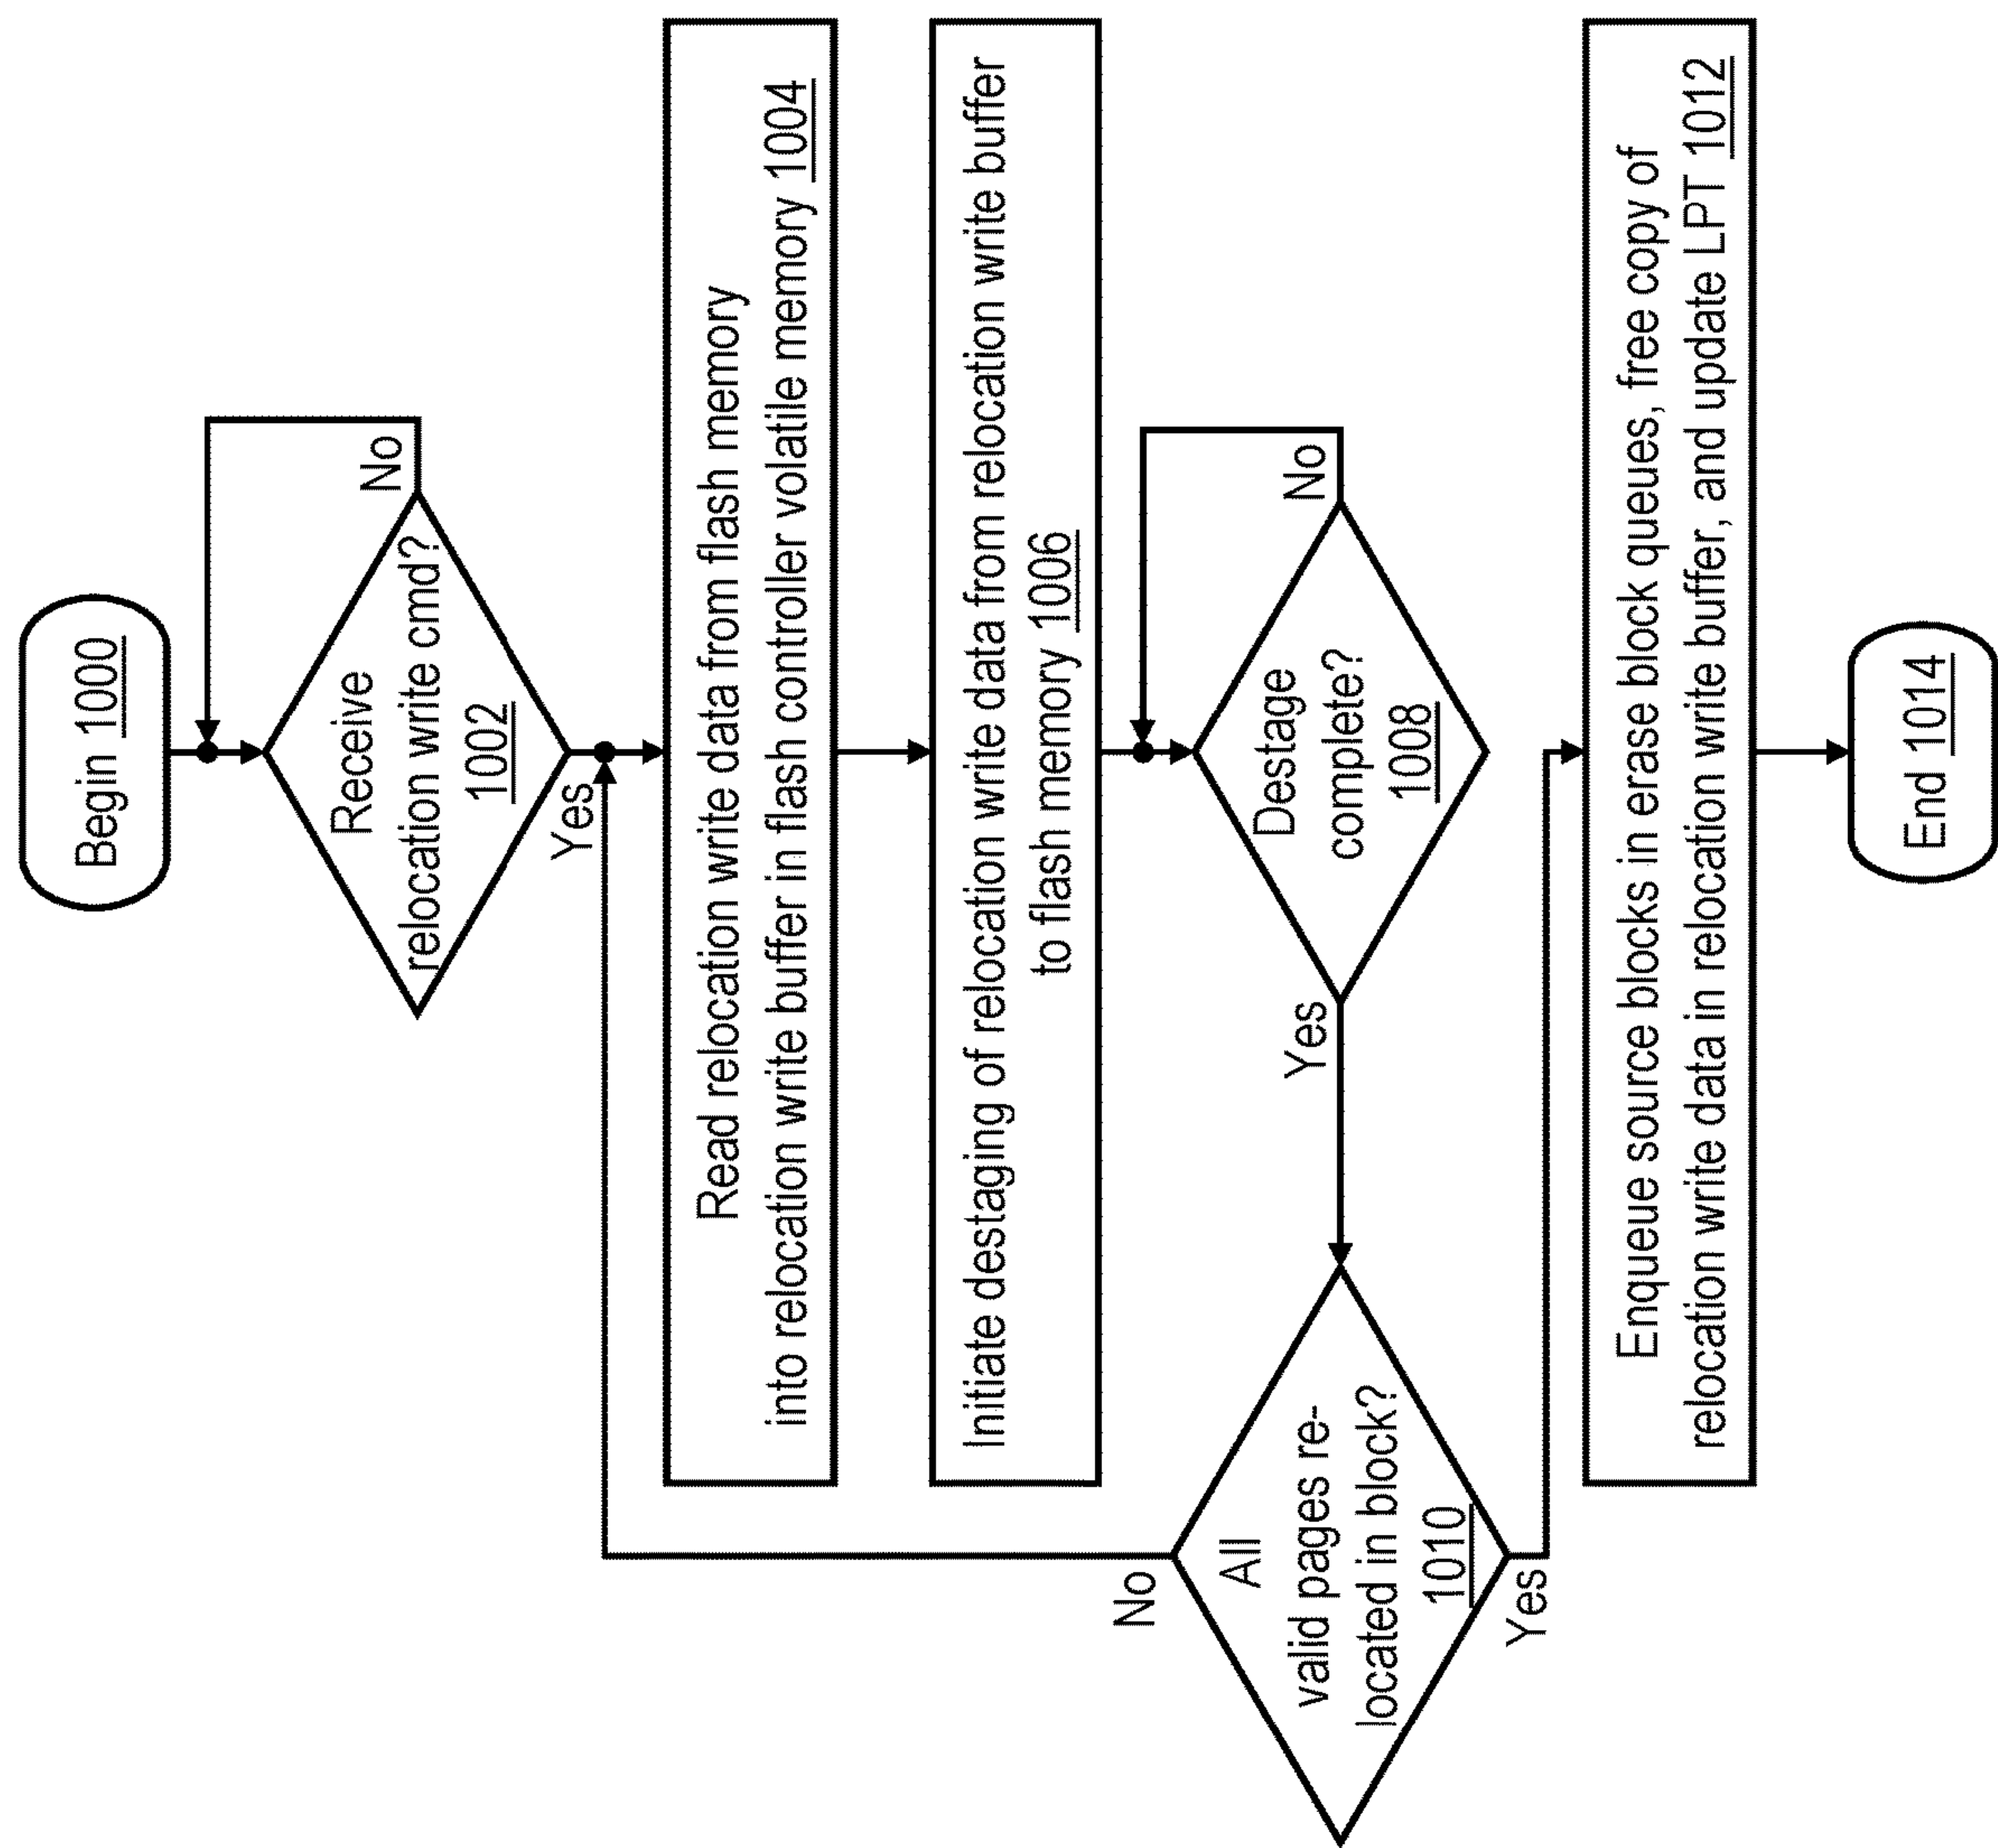 Begin 1000
Receive
relocation write cmd?
1002
No
Yes
Read relocation write data from flash memory
into relocation write buffer in flash controller volatile memory 1004
Initiate destaging of relocation write data from relocation write buffer
to flash memory 1006
Destage
complete?
1008
No
Yes
All
valid pages re-
located in block?
1010
No
Yes
Enqueue source blocks in erase block queues, free copy of
relocation write data in relocation write buffer, and update LPT 1012
End 1014